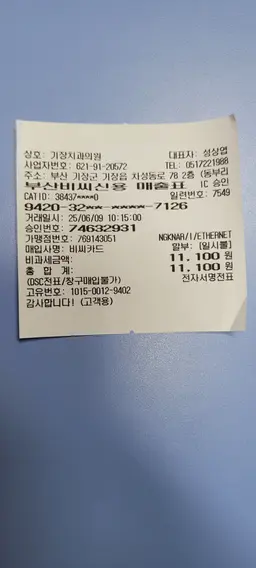 상호: 기장치과의원 대표자: 성상엽
사업자번호: 621-91-20572 TEL: 0517221988
주소: 부산 기장군 기장읍 차성동로 78 2층 (동부리
부산비씨신용 매출표 IC 승인
CATID: 38437****0 일련번호: 7549
9420-32**-****-7126
거래일시: 25/06/09 10:15:00
승인번호: 74632931
가맹점번호: 769143051 NGKNAR/I/ETHERNET
매입사명: 비씨카드 할부: [일시불]
비과세금액: 11,100 원
총 합 계: 11,100 원
(DSC전표/창구매입불가) 전자서명전표
고유번호: 1015-0012-9402
감사합니다! (고객용)